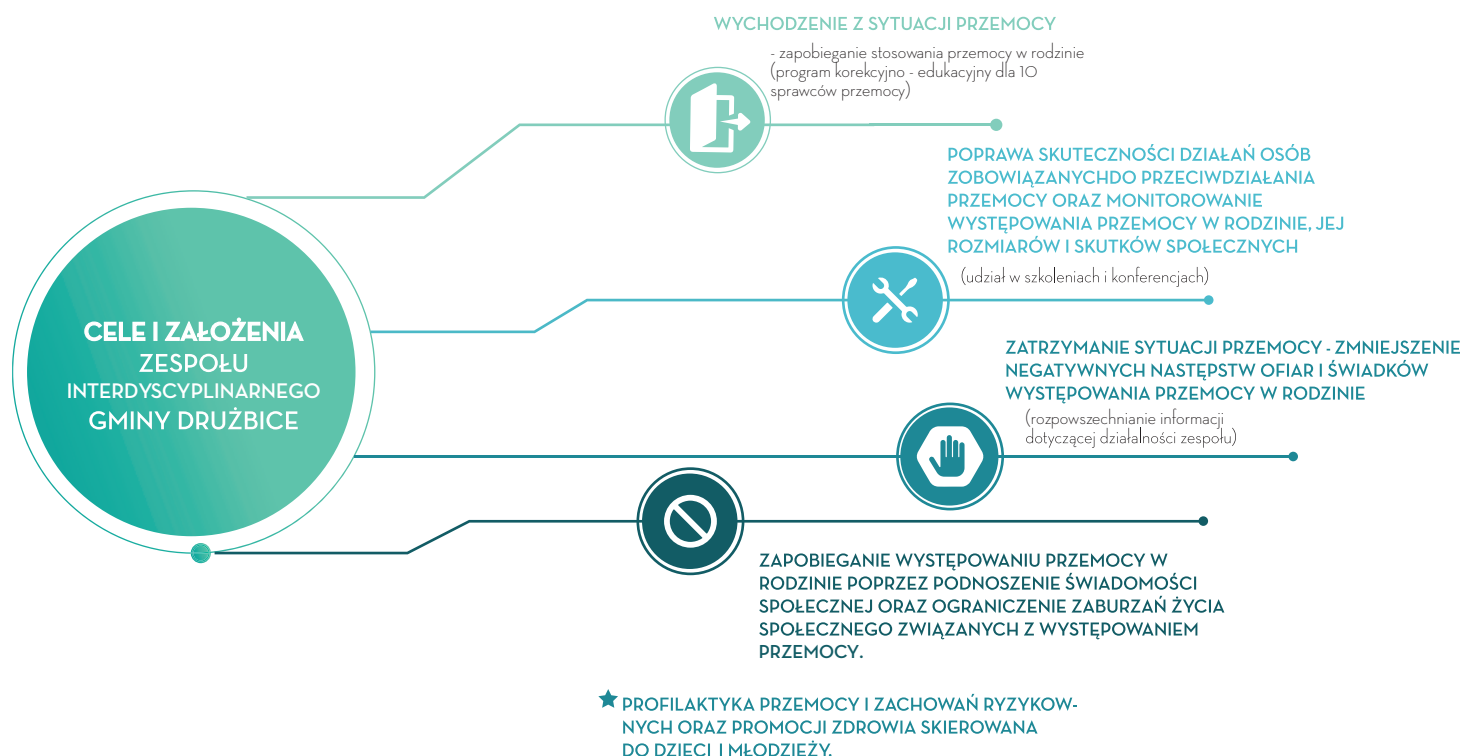 WYCHODZENIE Z SYTUACJI PRZEMOCY
- zapobieganie stosowania przemocy w rodzinie
(program korekcyjno - edukacyjny dla 10
sprawców przemocy)
POPRAWA SKUTECZNOŚCI DZIAŁAŃ OSÓB
ZOBOWIĄZANYCHDO PRZECIWDZIAŁANIA
PRZEMOCY ORAZ MONITOROWANIE
WYSTĘPOWANIA PRZEMOCY W RODZINIE, JEJ
ROZMIARÓW I SKUTKÓW SPOŁECZNYCH
(udział w szkoleniach i konferencjach)
CELE I ZAŁOŻENIA
ZESPOŁU
INTERDYSCYPLINARNEGO
GMINY DRUŻBICE
ZATRZYMANIE SYTUACJI PRZEMOCY - ZMNIEJSZENIE
NEGATYWNYCH NASTĘPSTW OFIAR I ŚWIADKÓW
WYSTĘPOWANIA PRZEMOCY W RODZINIE
(rozpowszechnianie informacji
dotyczącej działalności zespołu)
ZAPOBIEGANIE WYSTĘPOWANIU PRZEMOCY W
RODZINIE POPRZEZ PODNOSZENIE ŚWIADOMOŚCI
SPOŁECZNEJ ORAZ OGRANICZENIE ZABURZAŃ ŻYCIA
SPOŁECZNEGO ZWIĄZANYCH Z WYSTĘPOWANIEM
PRZEMOCY.
PROFILAKTYKA PRZEMOCY I ZACHOWAŃ RYZYKOW-
NYCH ORAZ PROMOCJI ZDROWIA SKIEROWANA
DO DZIECI I MŁODZIEŻY.